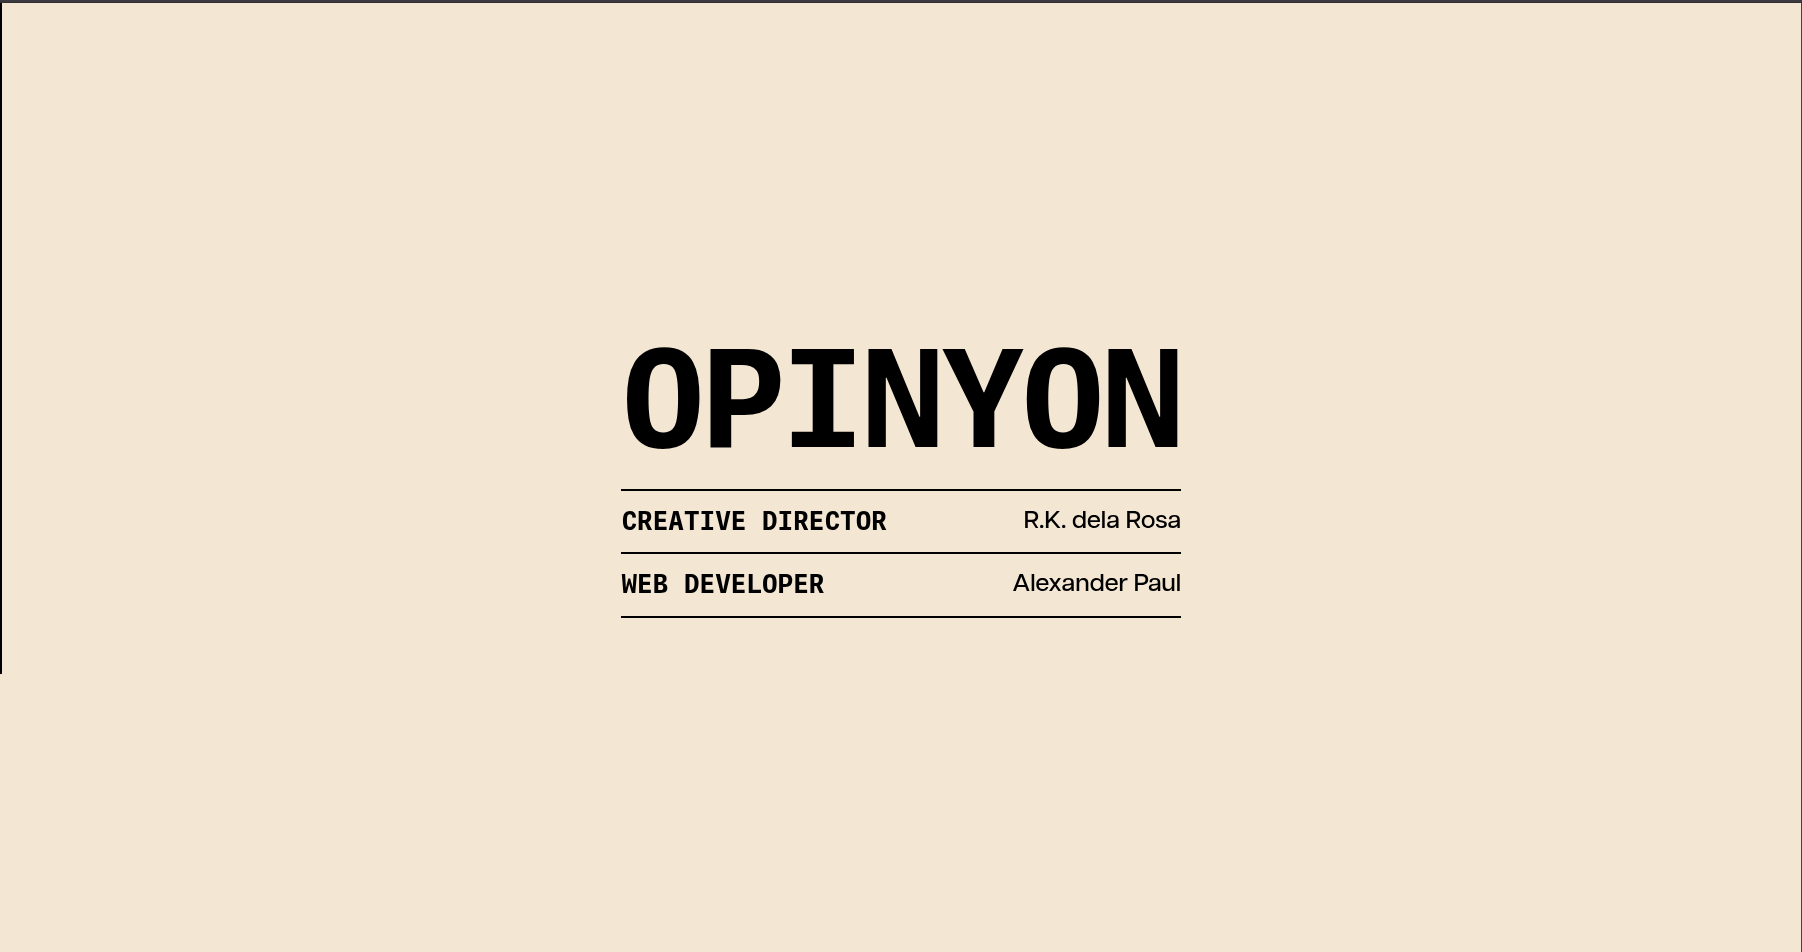 OPINYON
CREATIVE DIRECTOR R.K. dela Rosa
WEB DEVELOPER Alexander Paul